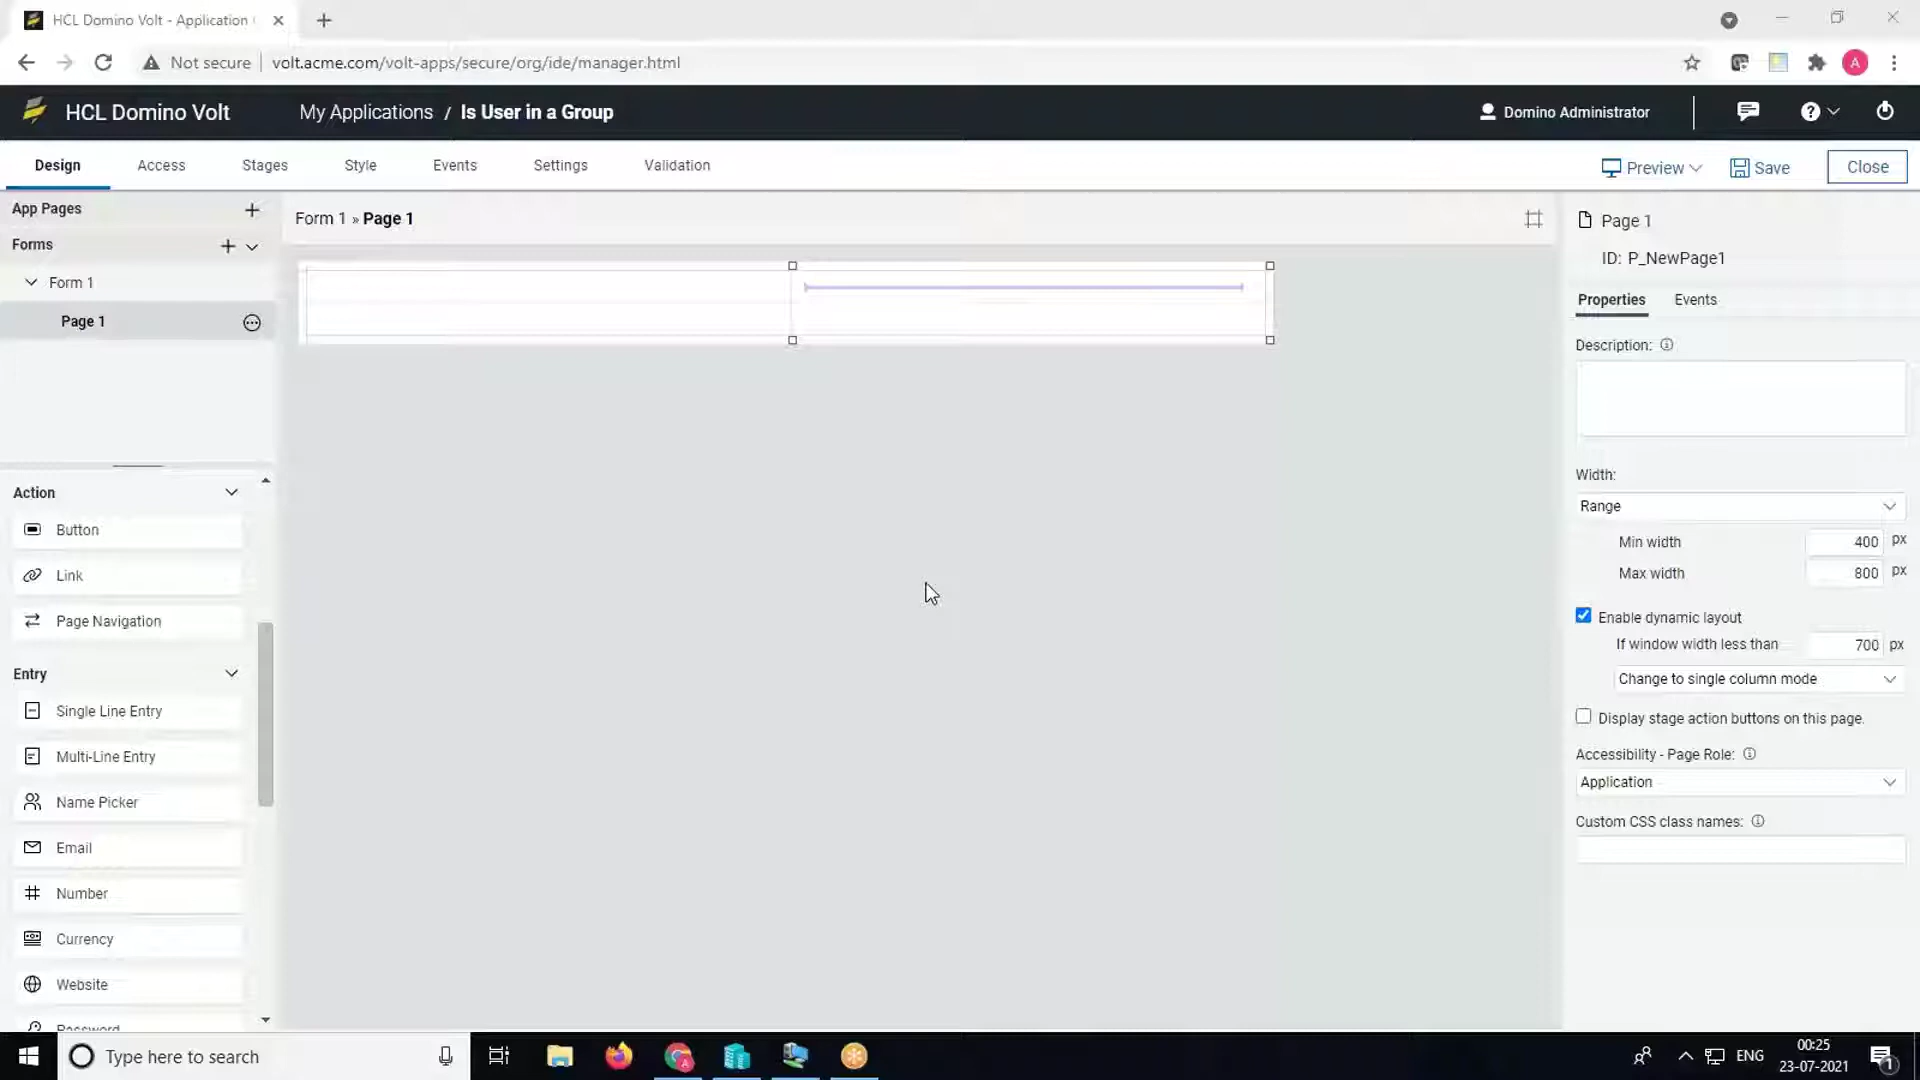 HCL Domino Volt - Application
Not secure
volt.acme.com/volt-apps/secure/org/ide/manager.html
A
HCL Domino Volt
My Applications / Is User in a Group
Domino Administrator
Design
Access
Stages
Style
Events
Settings
Validation
Preview
Save
Close
App Pages
Forms
Form 1
Page 1
Form 1 » Page 1
Action
Button
Link
Page Navigation
Entry
Single Line Entry
Multi-Line Entry
Name Picker
Email
Number
Currency
Website
Password
Page 1
ID: P_NewPage1
Properties
Events
Description:
Width:
Range
Min width 400 px
Max width 800 px
Enable dynamic layout
If window width less than 700 px
Change to single column mode
Display stage action buttons on this page.
Accessibility - Page Role:
Application
Custom CSS class names:
Type here to search
ENG
00:25
23-07-2021
1